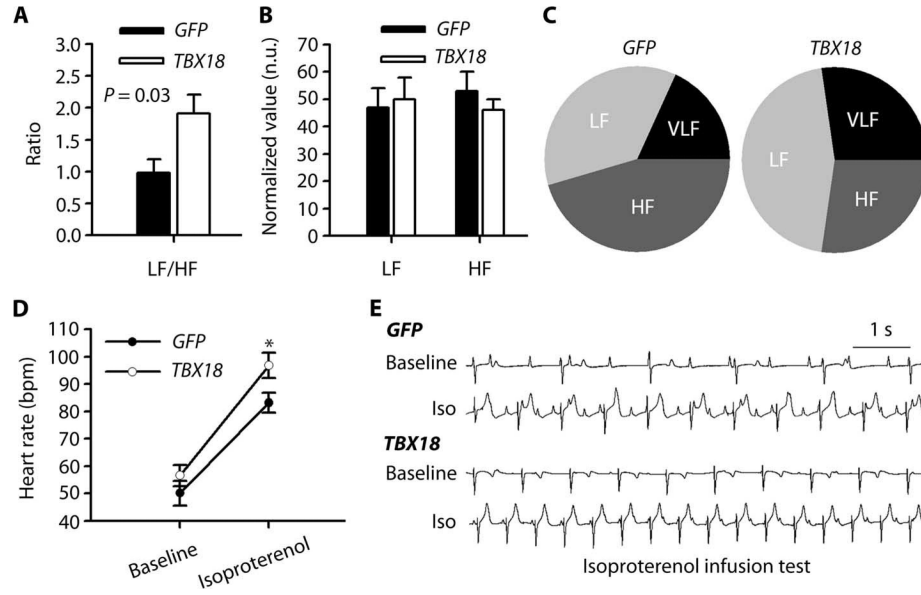 A
GFP
TBX18
3.0
2.5
2.0
1.5
1.0
0.5
0.0
Ratio
P = 0.03
LF/HF
B
GFP
TBX18
70
60
50
40
30
20
10
0
Normalized value (n.u.)
LF HF
C
GFP TBX18
LF VLF HF
VLF LF HF
D
GFP
TBX18
110
100
90
80
70
60
50
40
Heart rate (bpm)
*
Baseline Isoproterenol
E
GFP
1 s
Baseline
Iso
TBX18
Baseline
Iso
Isoproterenol infusion test